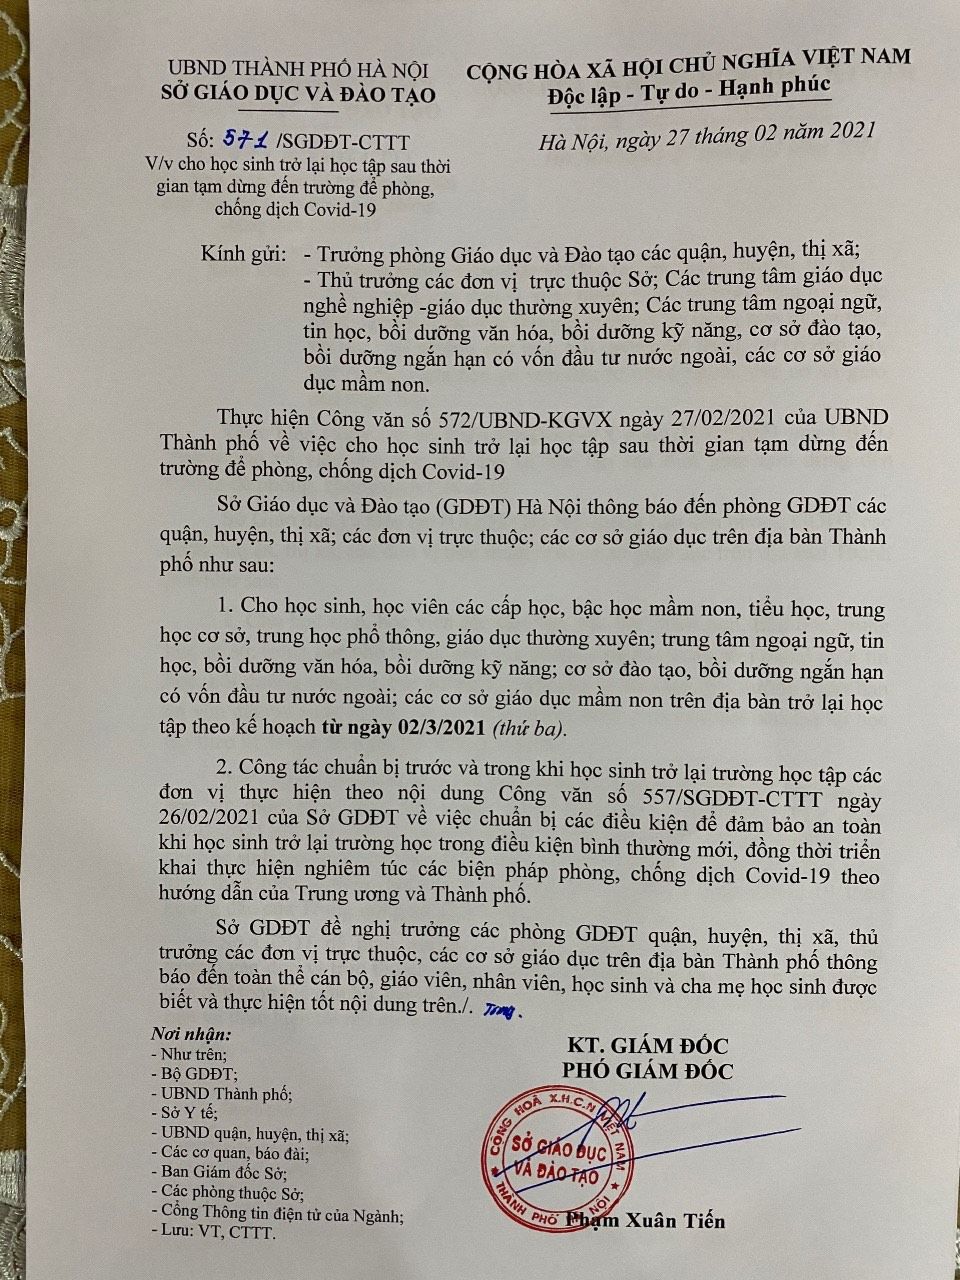 UBND THÀNH PHỐ HÀ NỘI
SỞ GIÁO DỤC VÀ ĐÀO TẠO
CỘNG HÒA XÃ HỘI CHỦ NGHĨA VIỆT NAM
Độc lập - Tự do - Hạnh phúc
Số: 571 /SGDĐT-CTTT
V/v cho học sinh trở lại học tập sau thời
gian tạm dừng đến trường để phòng,
chống dịch Covid-19
Hà Nội, ngày 27 tháng 02 năm 2021
Kính gửi: - Trưởng phòng Giáo dục và Đào tạo các quận, huyện, thị xã;
- Thủ trưởng các đơn vị trực thuộc Sở; Các trung tâm giáo dục
nghề nghiệp -giáo dục thường xuyên; Các trung tâm ngoại ngữ,
tin học, bồi dưỡng văn hóa, bồi dưỡng kỹ năng, cơ sở đào tạo,
bồi dưỡng ngắn hạn có vốn đầu tư nước ngoài, các cơ sở giáo
dục mầm non.
Thực hiện Công văn số 572/UBND-KGVX ngày 27/02/2021 của UBND
Thành phố về việc cho học sinh trở lại học tập sau thời gian tạm dừng đến
trường để phòng, chống dịch Covid-19
Sở Giáo dục và Đào tạo (GDĐT) Hà Nội thông báo đến phòng GDĐT các
quận, huyện, thị xã; các đơn vị trực thuộc; các cơ sở giáo dục trên địa bàn Thành
phố như sau:
1. Cho học sinh, học viên các cấp học, bậc học mầm non, tiểu học, trung
học cơ sở, trung học phổ thông, giáo dục thường xuyên; trung tâm ngoại ngữ, tin
học, bồi dưỡng văn hóa, bồi dưỡng kỹ năng; cơ sở đào tạo, bồi dưỡng ngắn hạn
có vốn đầu tư nước ngoài; các cơ sở giáo dục mầm non trên địa bàn trở lại học
tập theo kế hoạch từ ngày 02/3/2021 (thứ ba).
2. Công tác chuẩn bị trước và trong khi học sinh trở lại trường học tập các
đơn vị thực hiện theo nội dung Công văn số 557/SGDĐT-CTTT ngày
26/02/2021 của Sở GDĐT về việc chuẩn bị các điều kiện để đảm bảo an toàn
khi học sinh trở lại trường học trong điều kiện bình thường mới, đồng thời triển
khai thực hiện nghiêm túc các biện pháp phòng, chống dịch Covid-19 theo
hướng dẫn của Trung ương và Thành phố.
Sở GDĐT đề nghị trưởng các phòng GDĐT quận, huyện, thị xã, thủ
trưởng các đơn vị trực thuộc, các cơ sở giáo dục trên địa bàn Thành phố thông
báo đến toàn thể cán bộ, giáo viên, nhân viên, học sinh và cha mẹ học sinh được
biết và thực hiện tốt nội dung trên./.
Nơi nhận:
- Như trên;
- Bộ GDĐT;
- UBND Thành phố;
- Sở Y tế;
- UBND quận, huyện, thị xã;
- Các cơ quan, báo đài;
- Ban Giám đốc Sở;
- Các phòng thuộc Sở;
- Cổng Thông tin điện tử của Ngành;
- Lưu: VT, CTTT.
KT. GIÁM ĐỐC
PHÓ GIÁM ĐỐC
CỘNG HOÀ X.H.C.N VIỆT NAM
SỞ GIÁO DỤC
VÀ ĐÀO TẠO
THÀNH PHỐ HÀ NỘI
Phạm Xuân Tiến